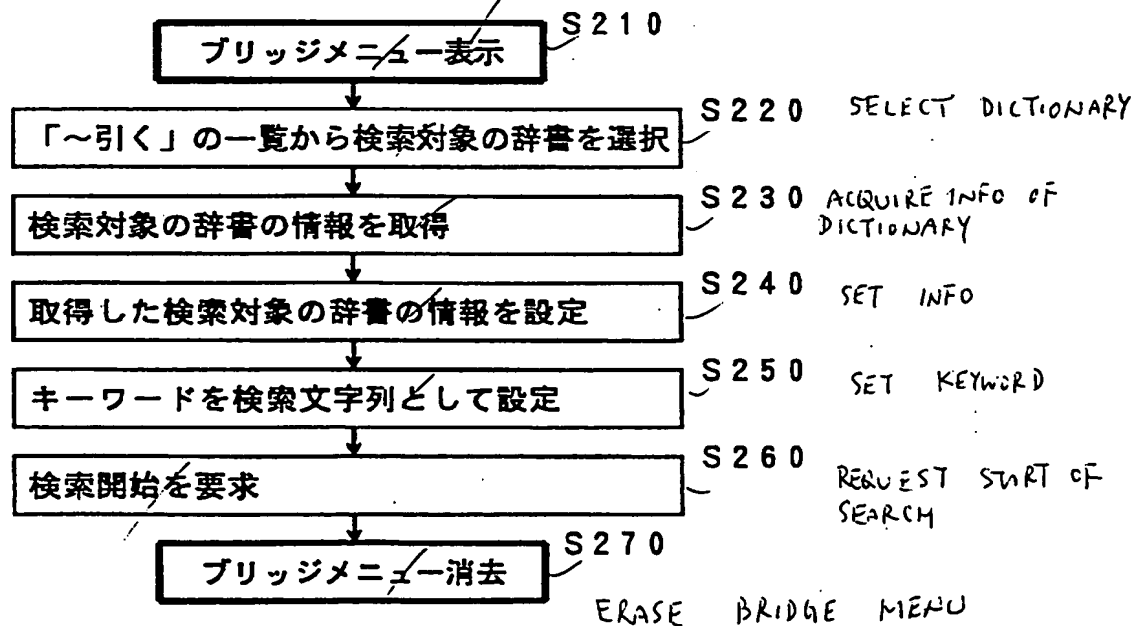 ブリッジメニュー表示 S210
「～引く」の一覧から検索対象の辞書を選択 S220 SELECT DICTIONARY
検索対象の辞書の情報を取得 S230 ACQUIRE INFO OF
DICTIONARY
取得した検索対象の辞書の情報を設定 S240 SET INFO
キーワードを検索文字列として設定 S250 SET KEYWORD
検索開始を要求 S260 REQUEST START OF
SEARCH
ブリッジメニュー消去 S270
ERASE BRIDGE MENU